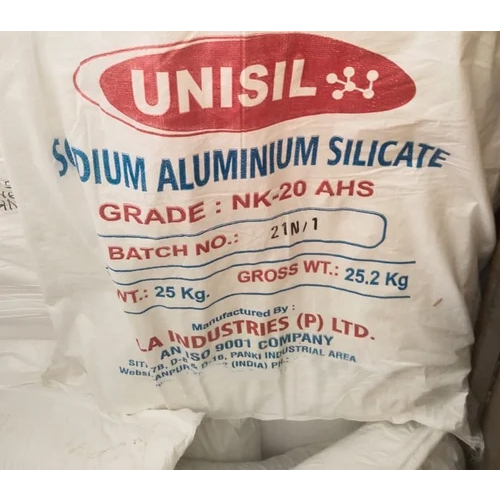 UNISIL
SODIUM ALUMINIUM SILICATE
GRADE : NK-20 AHS
BATCH NO.: 21N/1
WT.: 25 Kg. GROSS WT.: 25.2 Kg
Manufactured By :
LA INDUSTRIES (P) LTD.
AN ISO 9001 COMPANY
PANKI INDUSTRIAL AREA
(INDIA)